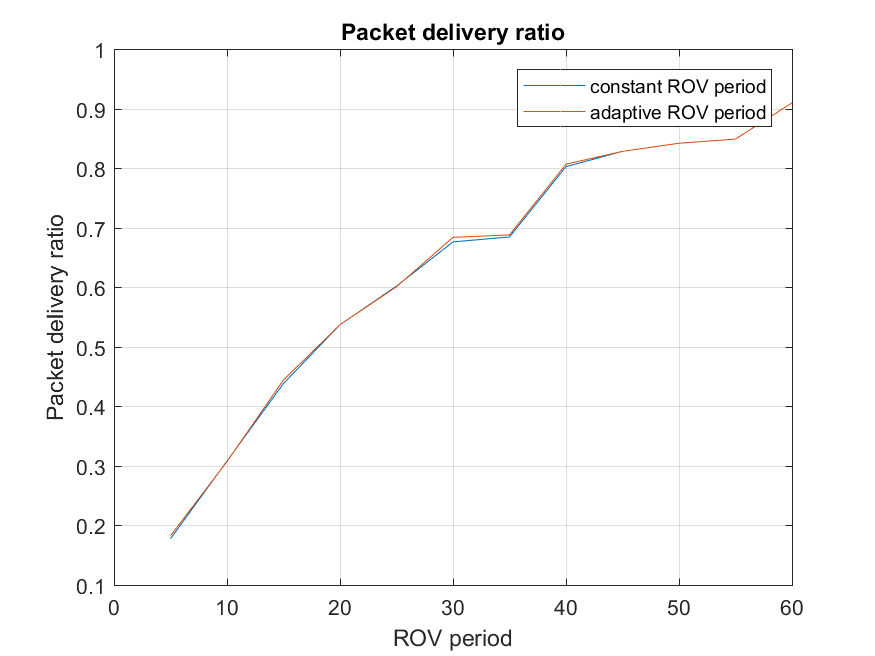 Packet delivery ratio
1
0.9
0.8
0.7
0.6
0.5
0.4
0.3
0.2
0.1
Packet delivery ratio
constant ROV period
adaptive ROV period
0 10 20 30 40 50 60
ROV period